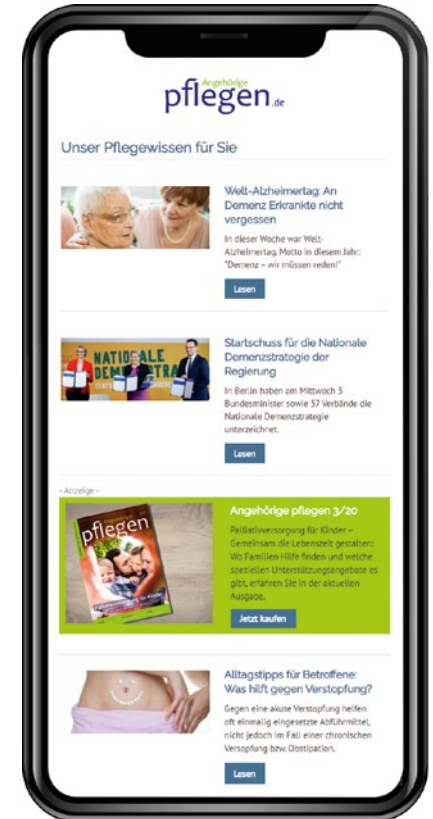 Angehörige
pflegen.de
Unser Pflegewissen für Sie
Welt-Alzheimertag: An
Demenz Erkrankte nicht
vergessen
In dieser Woche war Welt-
Alzheimertag. Motto in diesem Jahr:
"Demenz – wir müssen reden!"
Lesen
NATIONALE
DEMENZSTRA
Startschuss für die Nationale
Demenzstrategie der
Regierung
In Berlin haben am Mittwoch 3
Bundesminister sowie 57 Verbände die
Nationale Demenzstrategie
unterzeichnet.
Lesen
- Anzeige -
pflegen
Angehörige pflegen 3/20
Palliativversorgung für Kinder –
Gemeinsam die Lebenszeit gestalten:
Wo Familien Hilfe finden und welche
speziellen Unterstützungsangebote es
gibt, erfahren Sie in der aktuellen
Ausgabe.
Jetzt kaufen
Alltagstipps für Betroffene:
Was hilft gegen Verstopfung?
Gegen eine akute Verstopfung helfen
oft einmalig eingesetzte Abführmittel,
nicht jedoch im Fall einer chronischen
Versopfung bzw. Obstipation.
Lesen